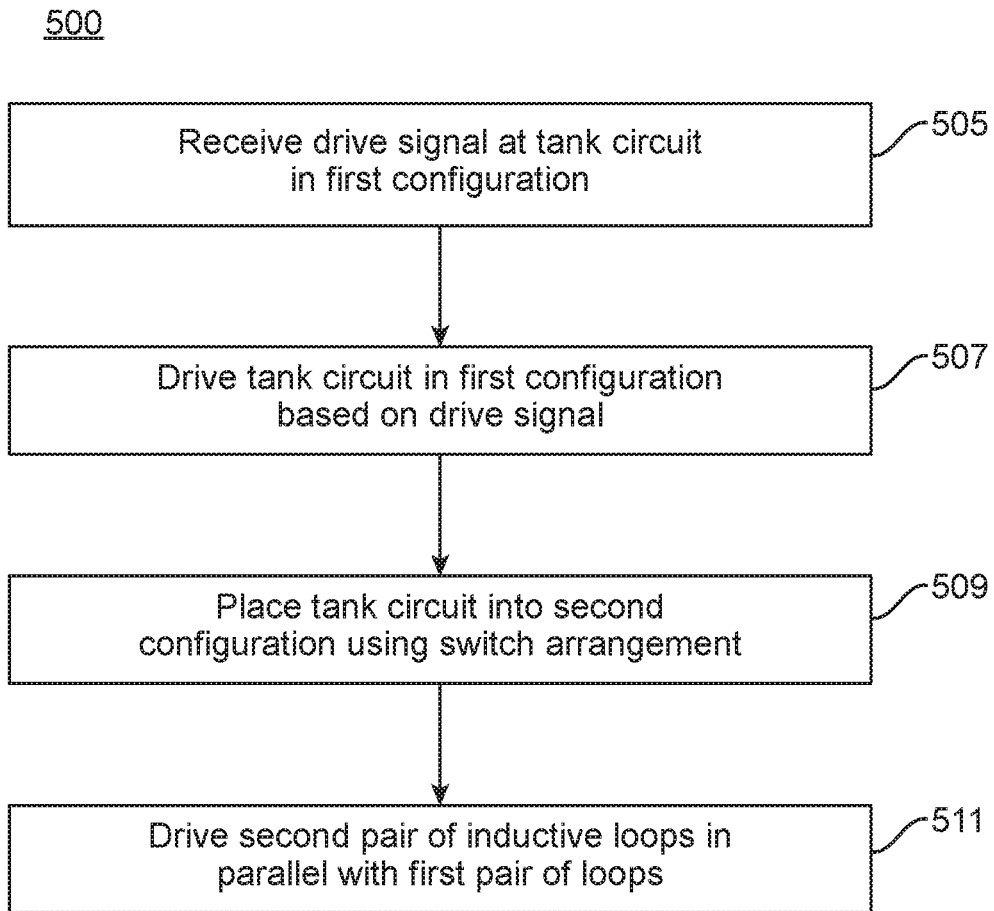 500
Receive drive signal at tank circuit
in first configuration
505
Drive tank circuit in first configuration
based on drive signal
507
Place tank circuit into second
configuration using switch arrangement
509
Drive second pair of inductive loops in
parallel with first pair of loops
511